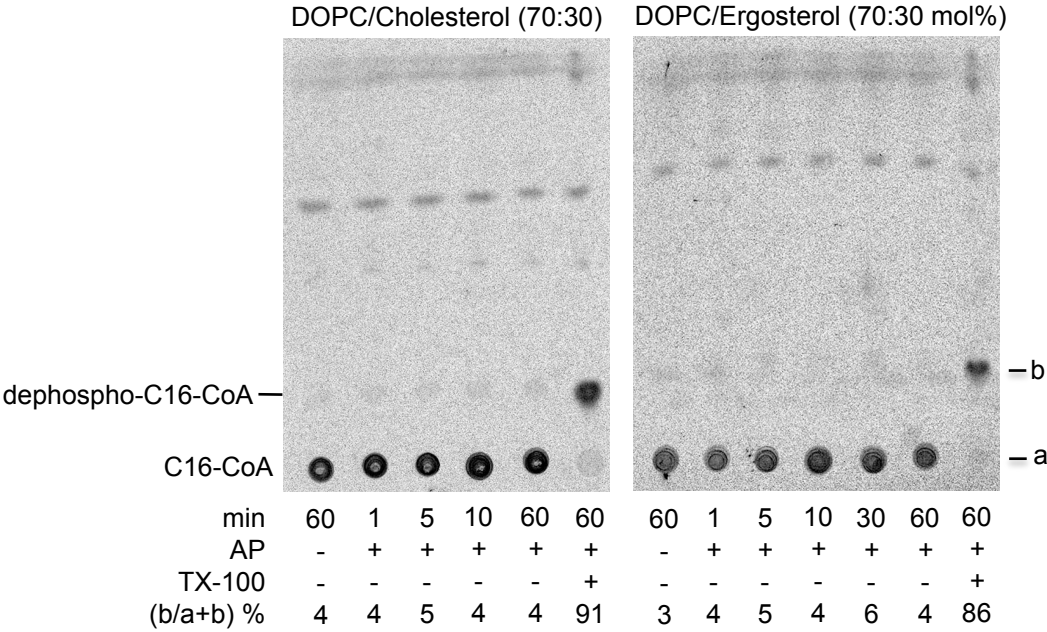 DOPC/Cholesterol (70:30) DOPC/Ergosterol (70:30 mol%)
dephospho-C16-CoA
b
C16-CoA
a
min 60 1 5 10 60 60 60 1 5 10 30 60 60
AP - + + + + + - + + + + + +
TX-100 - - - - - + - - - - - - +
(b/a+b) % 4 4 5 4 4 91 3 4 5 4 6 4 86